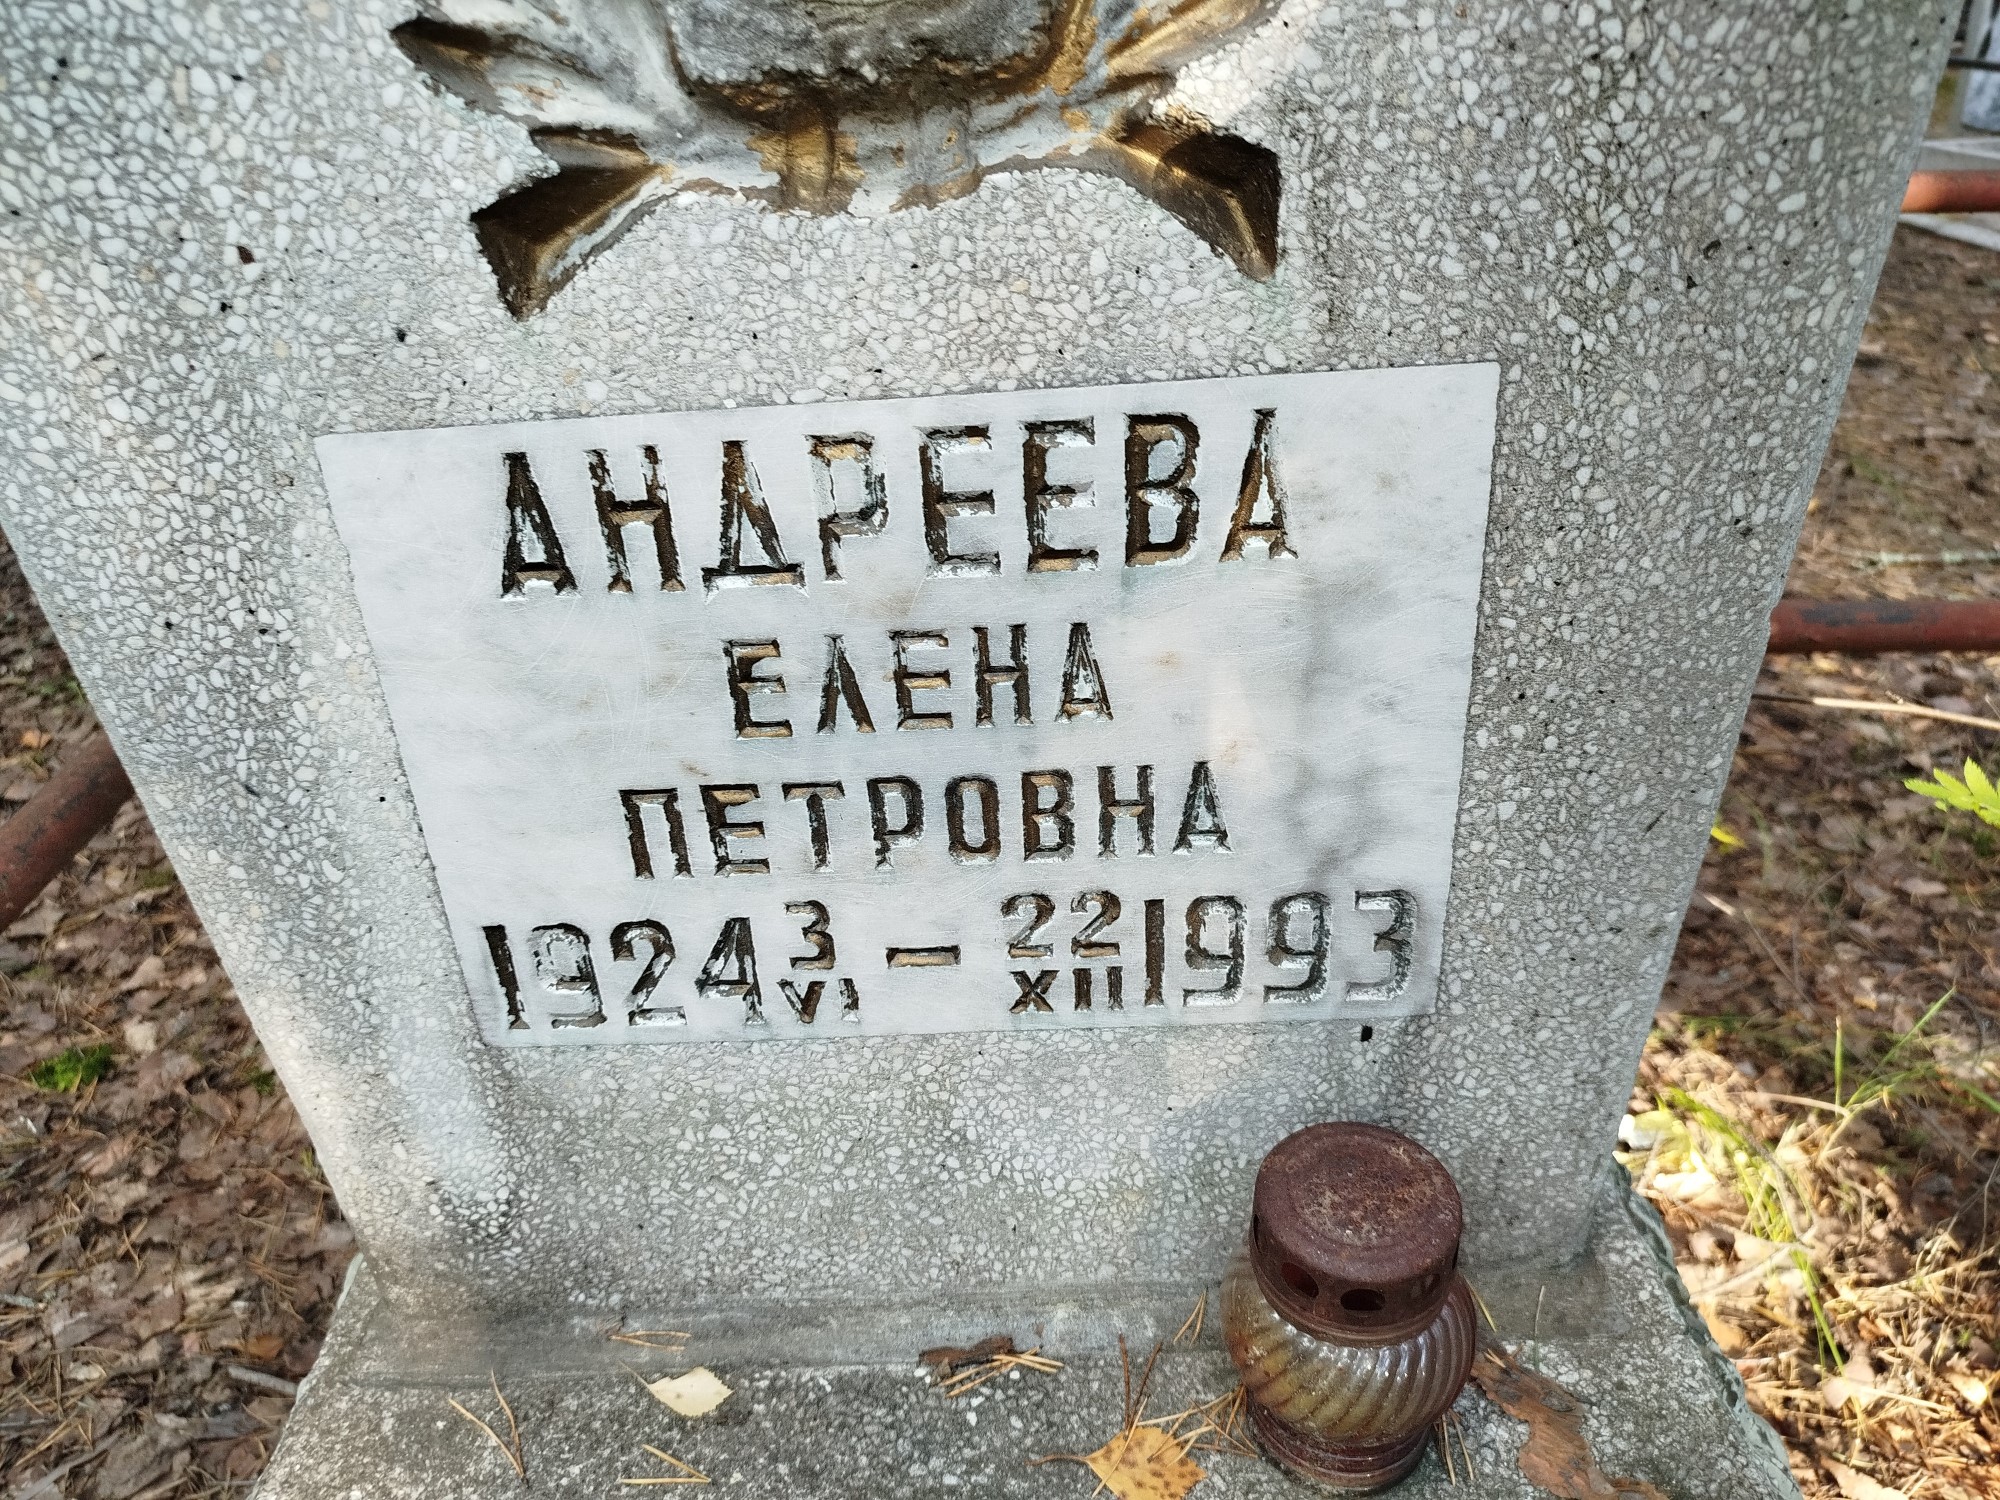 АНДРЕЕВА
ЕЛЕНА
ПЕТРОВНА
1924 3/VI – 22/XII 1993